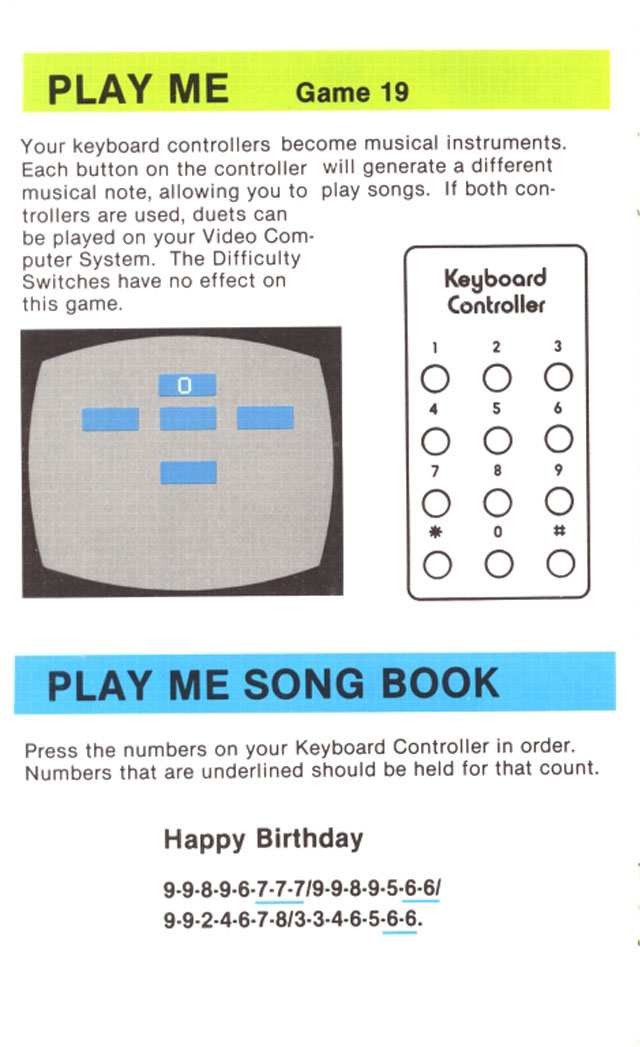 PLAY ME Game 19
Your keyboard controllers become musical instruments.
Each button on the controller will generate a different
musical note, allowing you to play songs. If both con-
trollers are used, duets can
be played on your Video Com-
puter System. The Difficulty
Switches have no effect on
this game.
0
Keyboard
Controller
1 2 3
4 5 6
7 8 9
* 0 #
PLAY ME SONG BOOK
Press the numbers on your Keyboard Controller in order.
Numbers that are underlined should be held for that count.
Happy Birthday
9-9-8-9-6-7-7-7/9-9-8-9-5-6-6/
9-9-2-4-6-7-8/3-3-4-6-5-6-6.